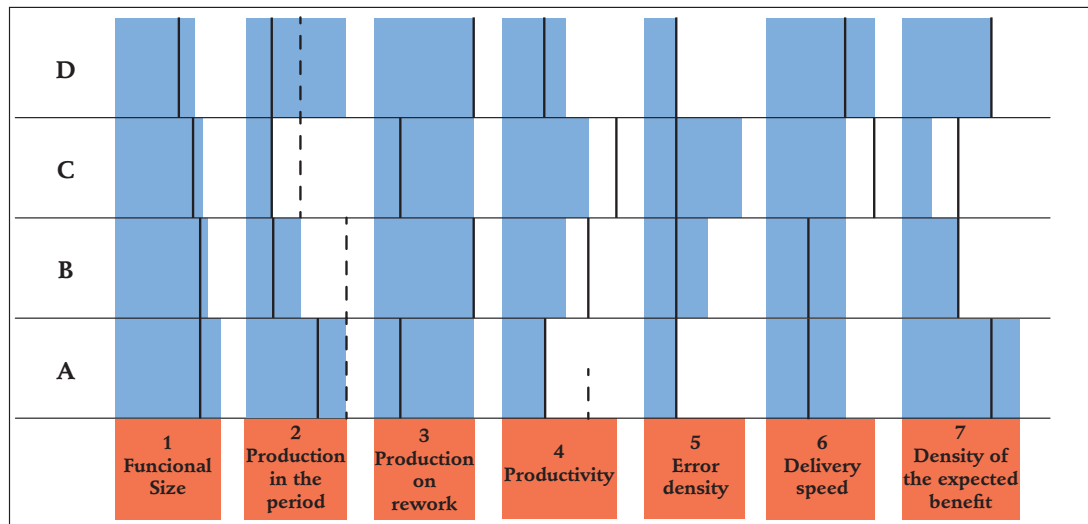 D
C
B
A
1
Funcional
Size
2
Production
in the
period
3
Production
on
rework
4
Productivity
5
Error
density
6
Delivery
speed
7
Density of
the expected
benefit